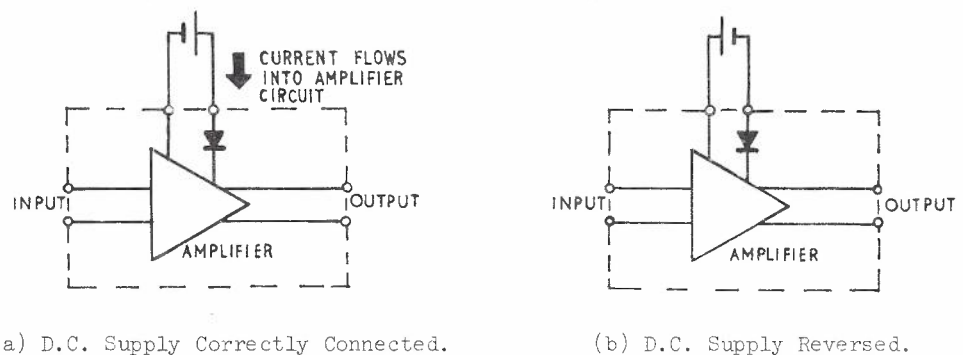 CURRENT FLOWS
INTO AMPLIFIER
CIRCUIT
INPUT
OUTPUT
AMPLIFIER
INPUT
OUTPUT
AMPLIFIER
a) D.C. Supply Correctly Connected.
(b) D.C. Supply Reversed.